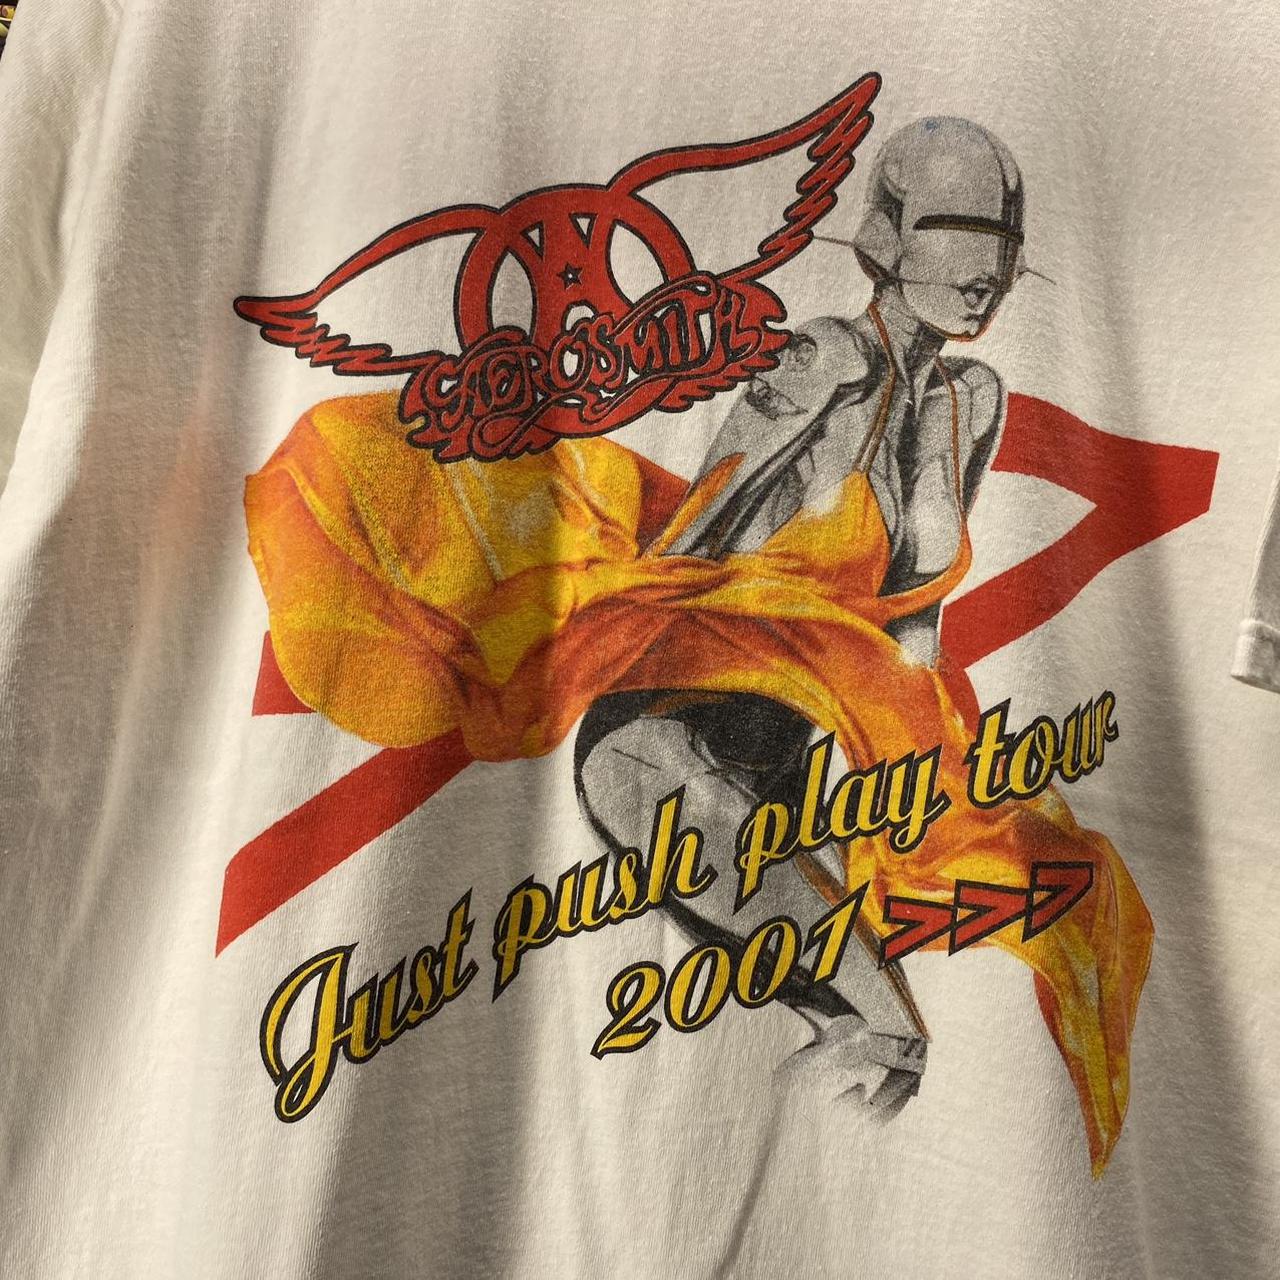 A
AEROSMITH
Just push play tour
2001 >>>